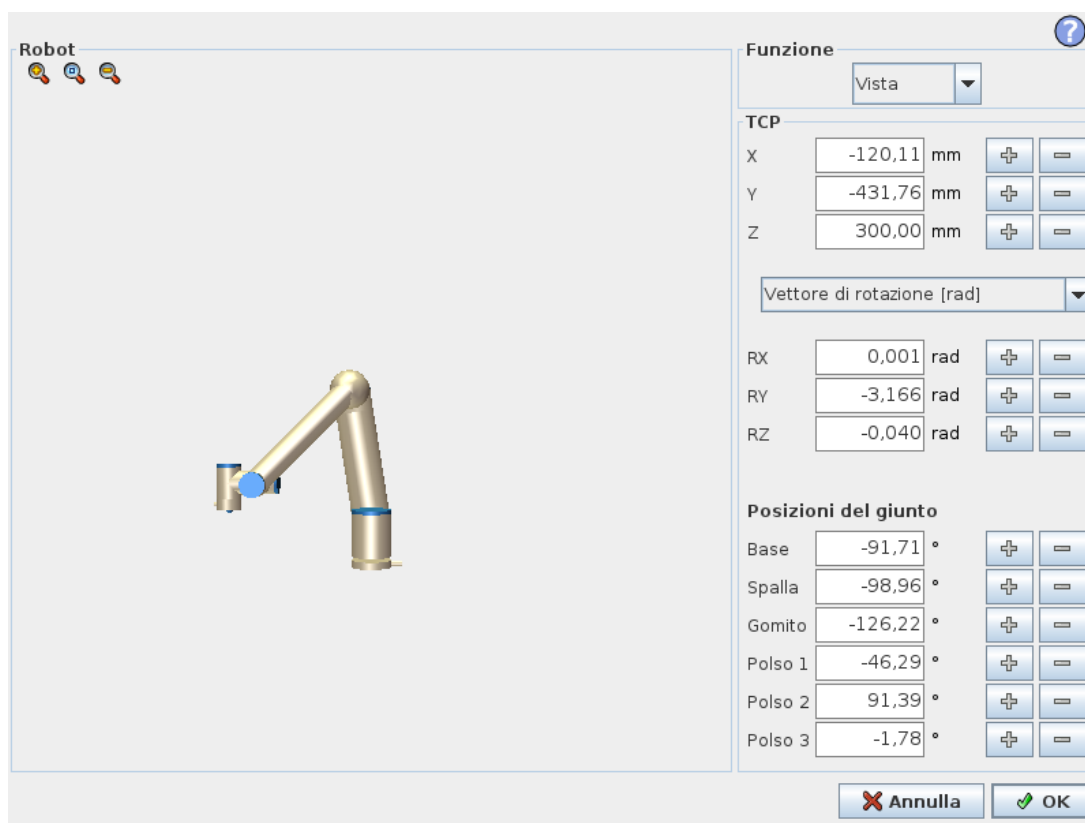 Robot
Funzione
Vista
TCP
X -120,11 mm
Y -431,76 mm
Z 300,00 mm
Vettore di rotazione [rad]
RX 0,001 rad
RY -3,166 rad
RZ -0,040 rad
Posizioni del giunto
Base -91,71 °
Spalla -98,96 °
Gomito -126,22 °
Polso 1 -46,29 °
Polso 2 91,39 °
Polso 3 -1,78 °
Annulla OK